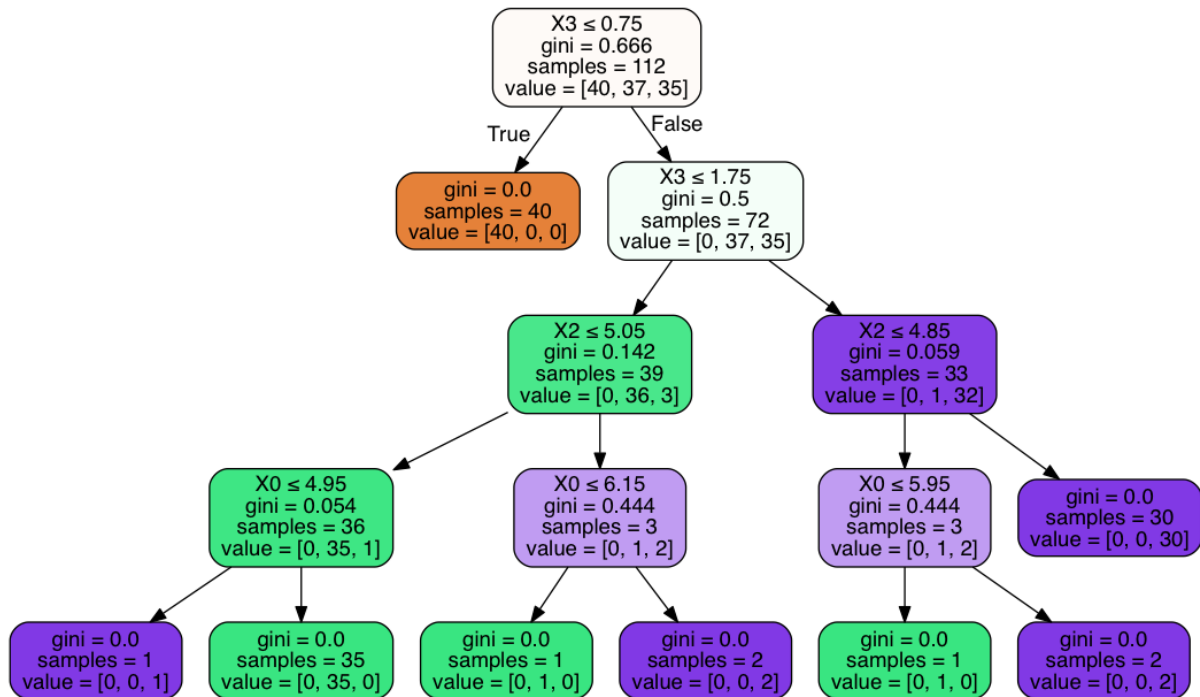 X3 ≤ 0.75
gini = 0.666
samples = 112
value = [40, 37, 35]
True
False
gini = 0.0
samples = 40
value = [40, 0, 0]
X3 ≤ 1.75
gini = 0.5
samples = 72
value = [0, 37, 35]
X2 ≤ 5.05
gini = 0.142
samples = 39
value = [0, 36, 3]
X2 ≤ 4.85
gini = 0.059
samples = 33
value = [0, 1, 32]
X0 ≤ 4.95
gini = 0.054
samples = 36
value = [0, 35, 1]
X0 ≤ 6.15
gini = 0.444
samples = 3
value = [0, 1, 2]
X0 ≤ 5.95
gini = 0.444
samples = 3
value = [0, 1, 2]
gini = 0.0
samples = 30
value = [0, 0, 30]
gini = 0.0
samples = 1
value = [0, 0, 1]
gini = 0.0
samples = 35
value = [0, 35, 0]
gini = 0.0
samples = 1
value = [0, 1, 0]
gini = 0.0
samples = 2
value = [0, 0, 2]
gini = 0.0
samples = 1
value = [0, 1, 0]
gini = 0.0
samples = 2
value = [0, 0, 2]